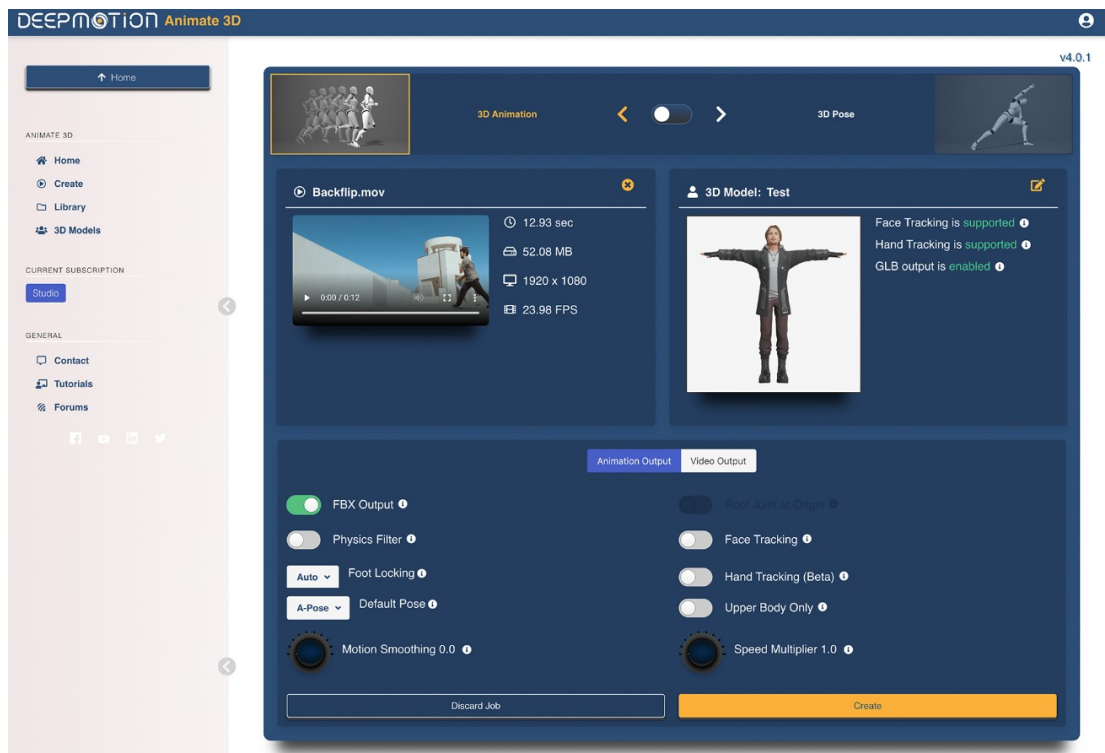 DEEPMOTION Animate 3D
v4.0.1
Home
ANIMATE 3D
Home
Create
Library
3D Models
CURRENT SUBSCRIPTION
Studio
GENERAL
Contact
Tutorials
Forums
3D Animation
3D Pose
Backflip.mov
12.93 sec
52.08 MB
1920 x 1080
23.98 FPS
0:00 / 0:12
3D Model: Test
Face Tracking is supported
Hand Tracking is supported
GLB output is enabled
Animation Output Video Output
FBX Output
Root Joint at Origin
Physics Filter
Face Tracking
Auto Foot Locking
Hand Tracking (Beta)
A-Pose Default Pose
Upper Body Only
Motion Smoothing 0.0
Speed Multiplier 1.0
Discard Job
Create